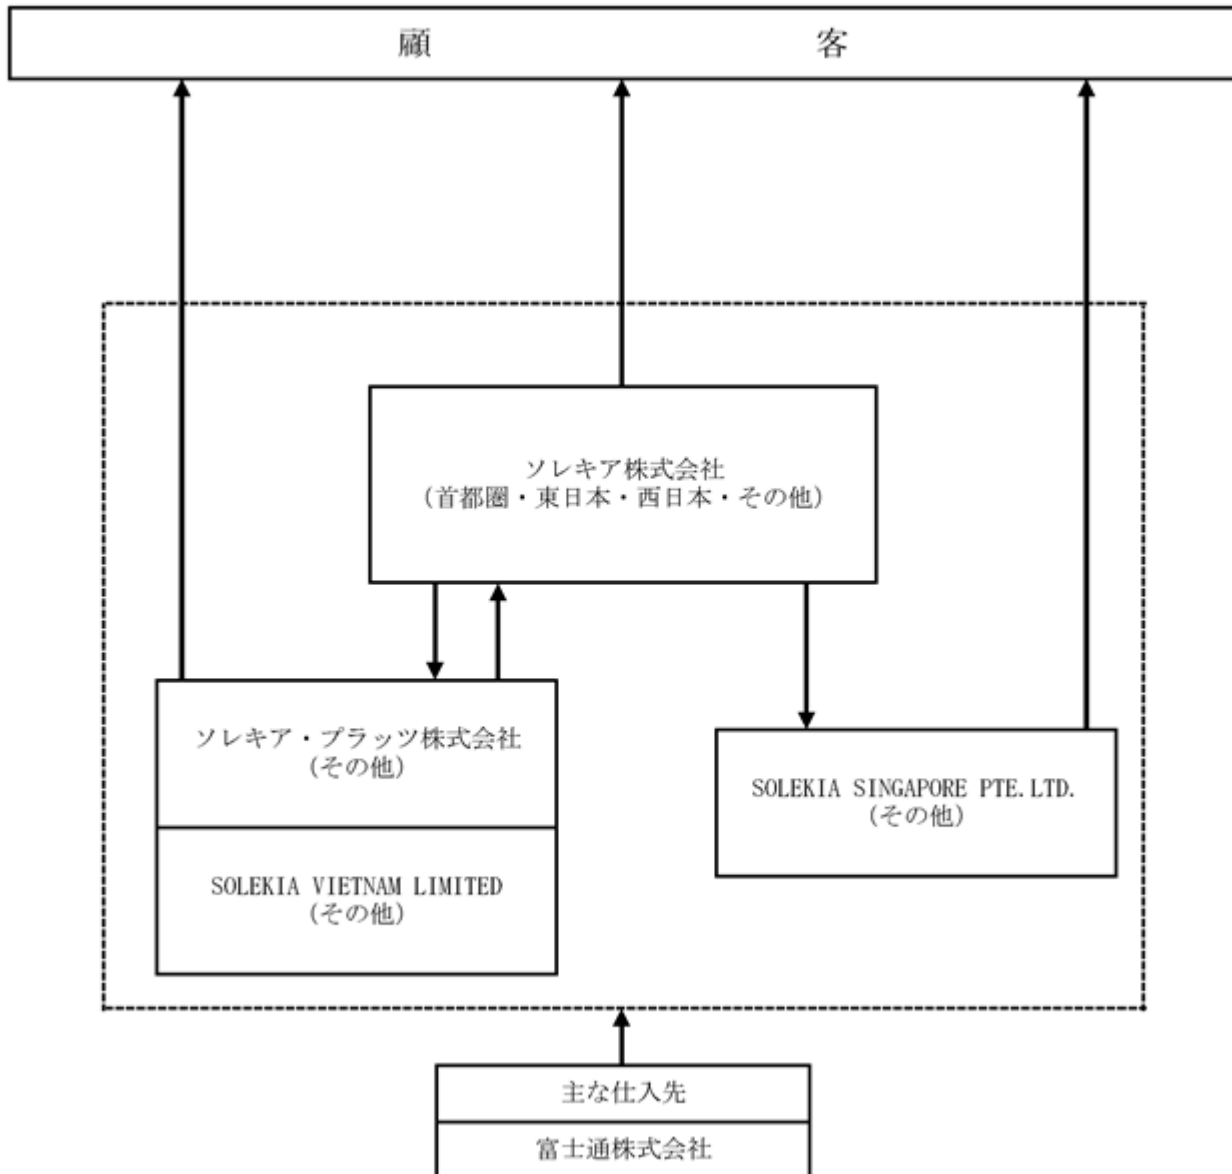 顧客
ソレキア株式会社
（首都圏・東日本・西日本・その他）
ソレキア・プラッツ株式会社
（その他）
SOLEKIA VIETNAM LIMITED
（その他）
SOLEKIA SINGAPORE PTE.LTD.
（その他）
主な仕入先
富士通株式会社